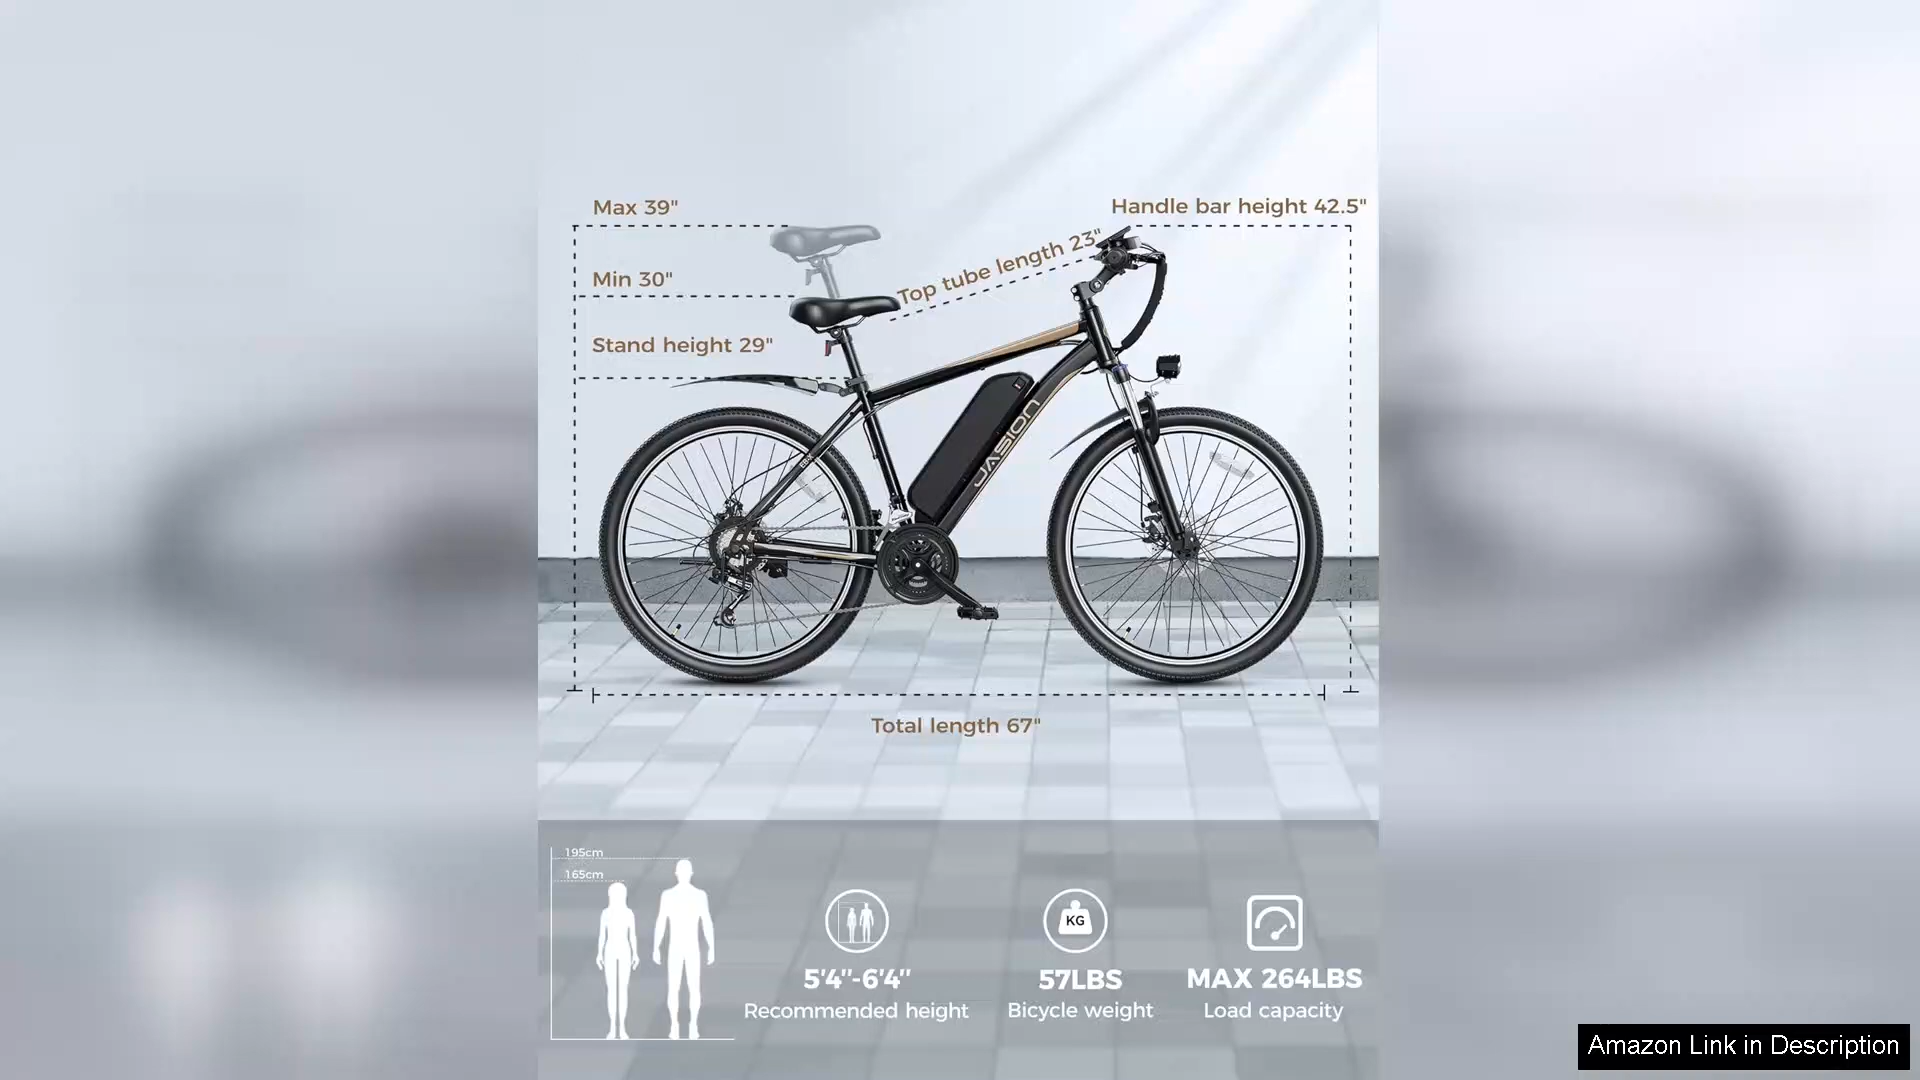 Max 39"
Handle bar height 42.5"
Top tube length 23"
Min 30"
Stand height 29"
JASION
Total length 67"
195cm
165cm
KG
5'4"-6'4"
Recommended height
57LBS
Bicycle weight
MAX 264LBS
Load capacity
Amazon Link in Description